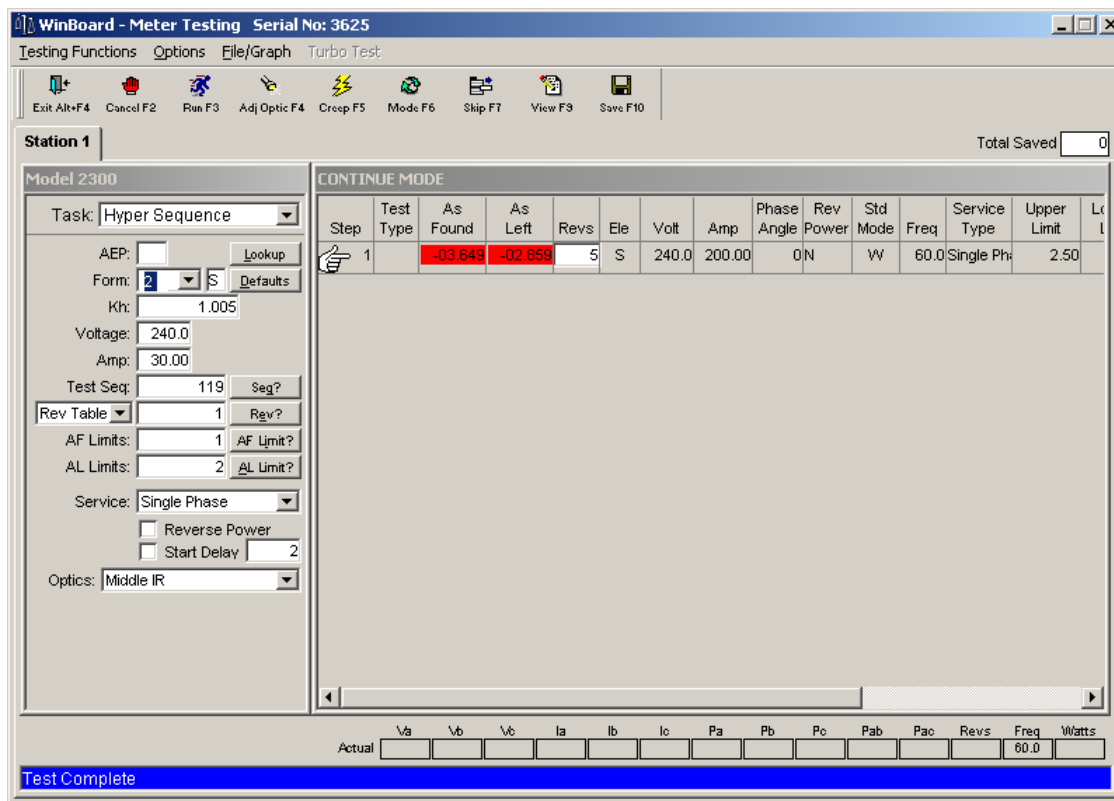 WinBoard - Meter Testing Serial No: 3625
Testing Functions Options File/Graph Turbo Test
Exit Alt+F4 Cancel F2 Run F3 Adj Optic F4 Creep F5 Mode F6 Skip F7 View F9 Save F10
Station 1
Total Saved 0
Model 2300
Task: Hyper Sequence
AEP: Lookup
Form: 2 S Defaults
Kh: 1.005
Voltage: 240.0
Amp: 30.00
Test Seq: 119 Seq?
Rev Table 1 Rev?
AF Limits: 1 AF Limit?
AL Limits: 2 AL Limit?
Service: Single Phase
Reverse Power
Start Delay 2
Optics: Middle IR
CONTINUE MODE
Step Test Type As Found As Left Revs Ele Volt Amp Phase Angle Rev Power Std Mode Freq Service Type Upper Limit
1 -03.649 -02.859 5 S 240.0 200.00 0 N W 60.0 Single Ph 2.50
Va Vb Vc Ia Ib Ic Pa Pb Pc Pab Pac Revs Freq Watts
Actual 60.0
Test Complete